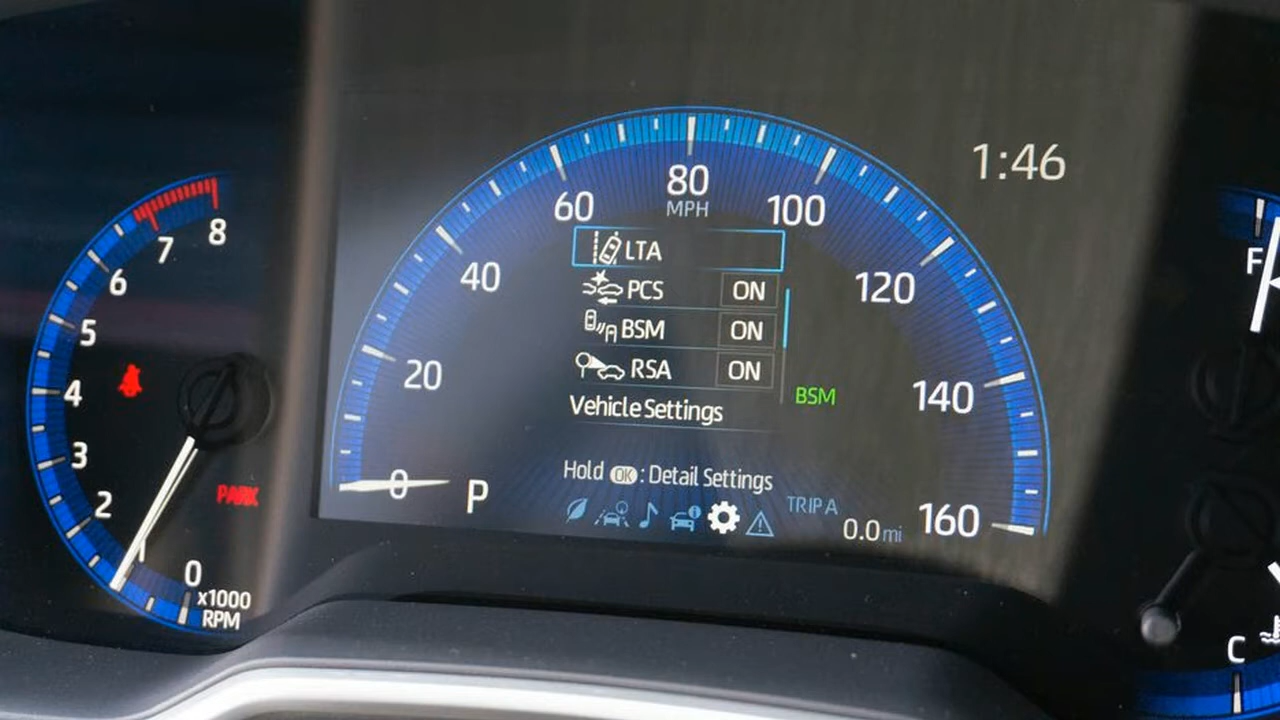 1:46
80
MPH
60
100
40
120
20
140
0
160
LTA
PCS ON
BSM ON
RSA ON
Vehicle Settings
BSM
Hold OK : Detail Settings
P
TRIP A
0.0 mi
8
7
6
5
4
3
2
1
0
x1000
RPM
PARK
F
C